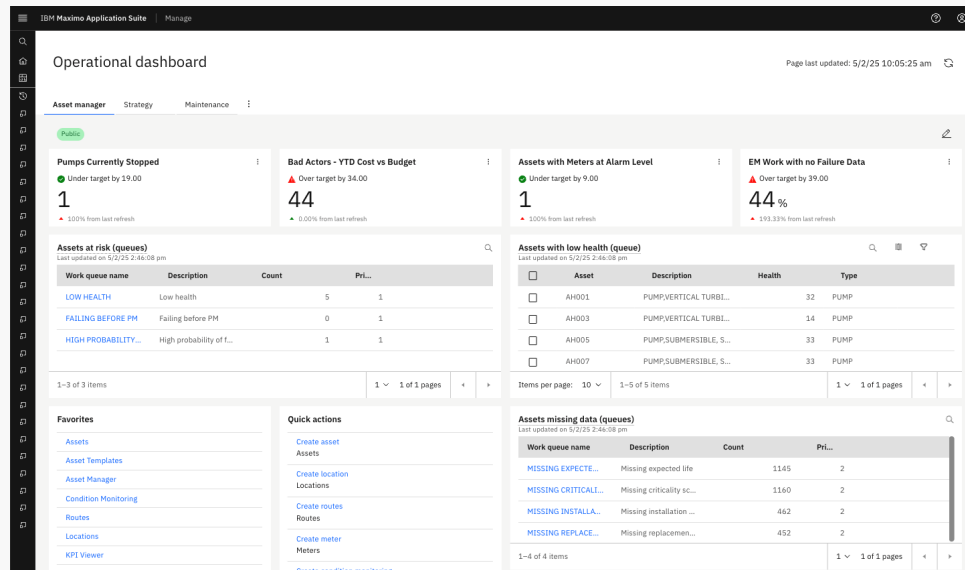 IBM Maximo Application Suite | Manage
Operational dashboard
Page last updated: 5/2/25 10:05:25 am
Asset manager Strategy Maintenance
Public
Pumps Currently Stopped
Under target by 19.00
1
100% from last refresh
Bad Actors - YTD Cost vs Budget
Over target by 34.00
44
0.00% from last refresh
Assets with Meters at Alarm Level
Under target by 9.00
1
100% from last refresh
EM Work with no Failure Data
Over target by 39.00
44 %
193.33% from last refresh
Assets at risk (queues)
Last updated on 5/2/25 2:46:08 pm
Work queue name Description Count Pri...
LOW HEALTH Low health 5 1
FAILING BEFORE PM Failing before PM 0 1
HIGH PROBABILITY... High probability of f... 1 1
1–3 of 3 items 1 1 of 1 pages
Assets with low health (queue)
Last updated on 5/2/25 2:46:08 pm
Asset Description Health Type
AH001 PUMP,VERTICAL TURBI... 32 PUMP
AH003 PUMP,VERTICAL TURBI... 14 PUMP
AH005 PUMP,SUBMERSIBLE, S... 33 PUMP
AH007 PUMP,SUBMERSIBLE, S... 33 PUMP
Items per page: 10 1–5 of 5 items 1 1 of 1 pages
Favorites
Assets
Asset Templates
Asset Manager
Condition Monitoring
Routes
Locations
KPI Viewer
Quick actions
Create asset
Assets
Create location
Locations
Create routes
Routes
Create meter
Meters
Create condition monitoring
Assets missing data (queues)
Last updated on 5/2/25 2:46:08 pm
Work queue name Description Count Pri...
MISSING EXPECTE... Missing expected life 1145 2
MISSING CRITICALI... Missing criticality sc... 1160 2
MISSING INSTALLA... Missing installation ... 462 2
MISSING REPLACE... Missing replacemen... 452 2
1–4 of 4 items 1 1 of 1 pages